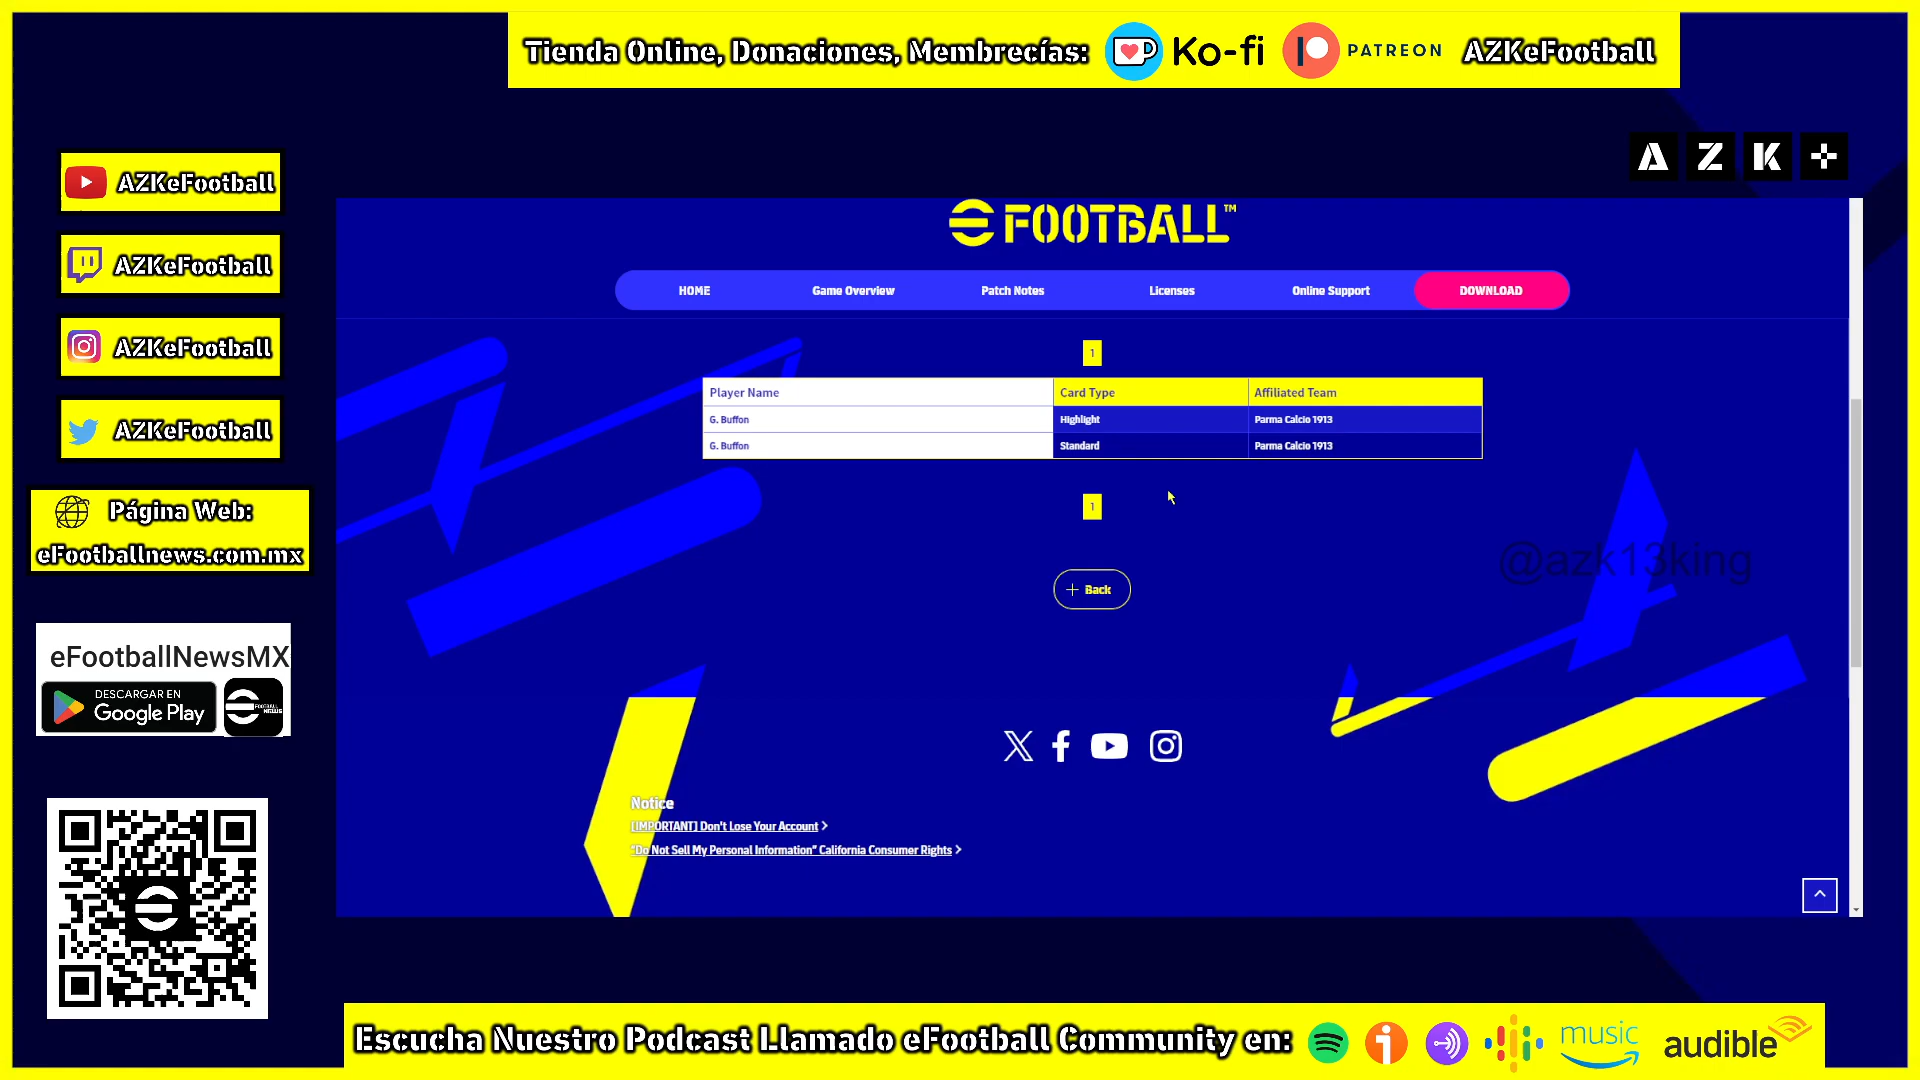 Tienda Online, Donaciones, Membrecías: Ko-fi PATREON AZKeFootball
A Z K +
AZKeFootball
AZKeFootball
AZKeFootball
AZKeFootball
Página Web:
eFootballnews.com.mx
eFootballNewsMX
DESCARGAR EN
Google Play
FOOTBALL
NEWS
FOOTBALL™
HOME Game Overview Patch Notes Licenses Online Support DOWNLOAD
1
Player Name Card Type Affiliated Team
G. Buffon Highlight Parma Calcio 1913
G. Buffon Standard Parma Calcio 1913
1
@azk13king
+ Back
Notice
[IMPORTANT] Don't Lose Your Account >
"Do Not Sell My Personal Information" California Consumer Rights >
Escucha Nuestro Podcast Llamado eFootball Community en: music audible